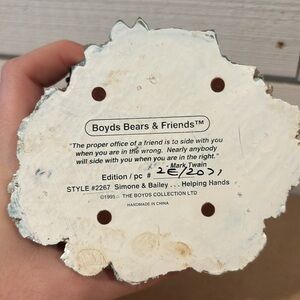 Boyds Bears & Friends™
"The proper office of a friend is to side with you
when you are in the wrong. Nearly anybody
will side with you when you are in the right."
Mark Twain
Edition / pc # 2E/2031
STYLE #2267 Simone & Bailey . . . Helping Hands
©1995 THE BOYDS COLLECTION LTD
HANDMADE IN CHINA